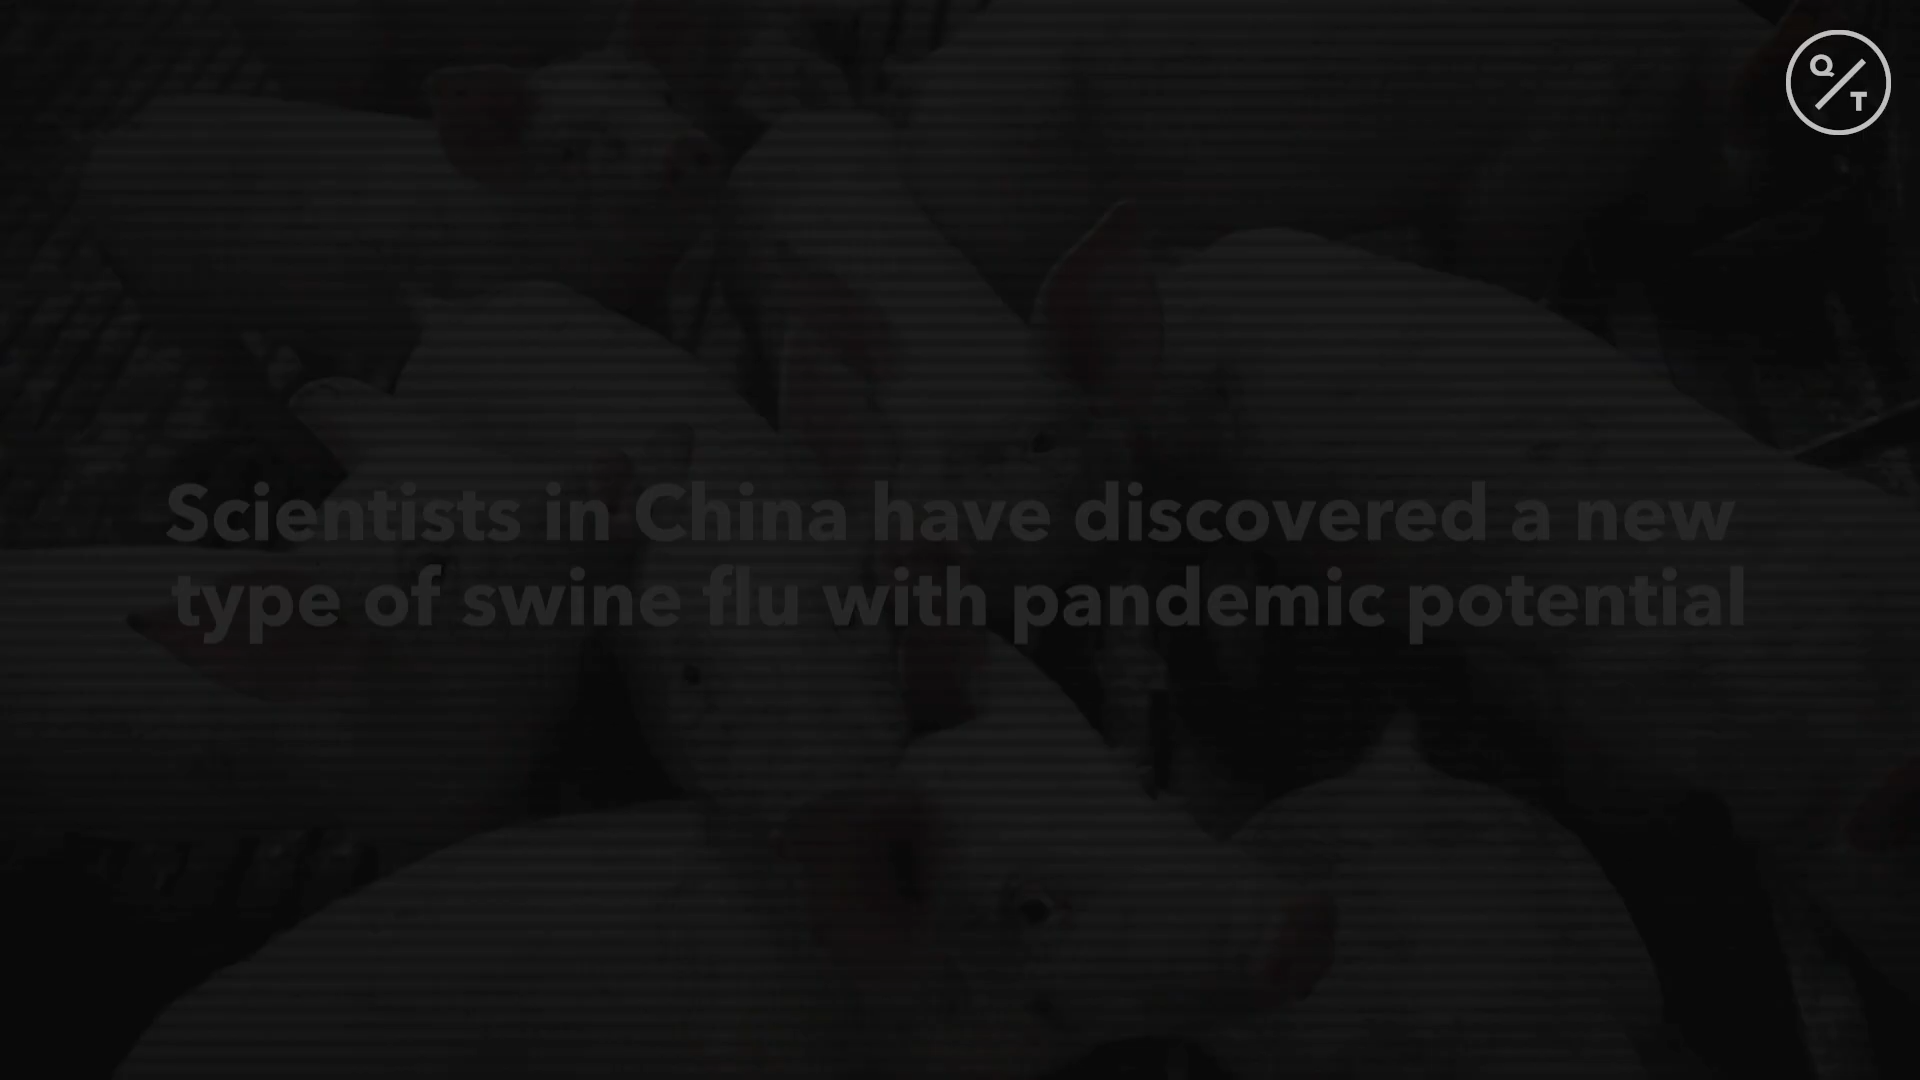 Q/T
Scientists in China have discovered a new
type of swine flu with pandemic potential